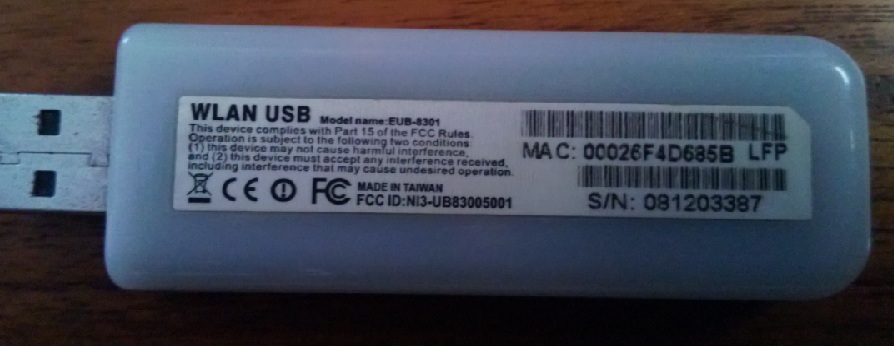 WLAN USB Model name:EUB-8301
This device complies with Part 15 of the FCC Rules.
Operation is subject to the following two conditions
(1) this device may not cause harmful interference,
and (2) this device must accept any interference received,
including interference that may cause undesired operation.
CE FC MADE IN TAIWAN
FCC ID:NI3-UB83005001
MAC: 00026F4D685B LFP
S/N: 081203387